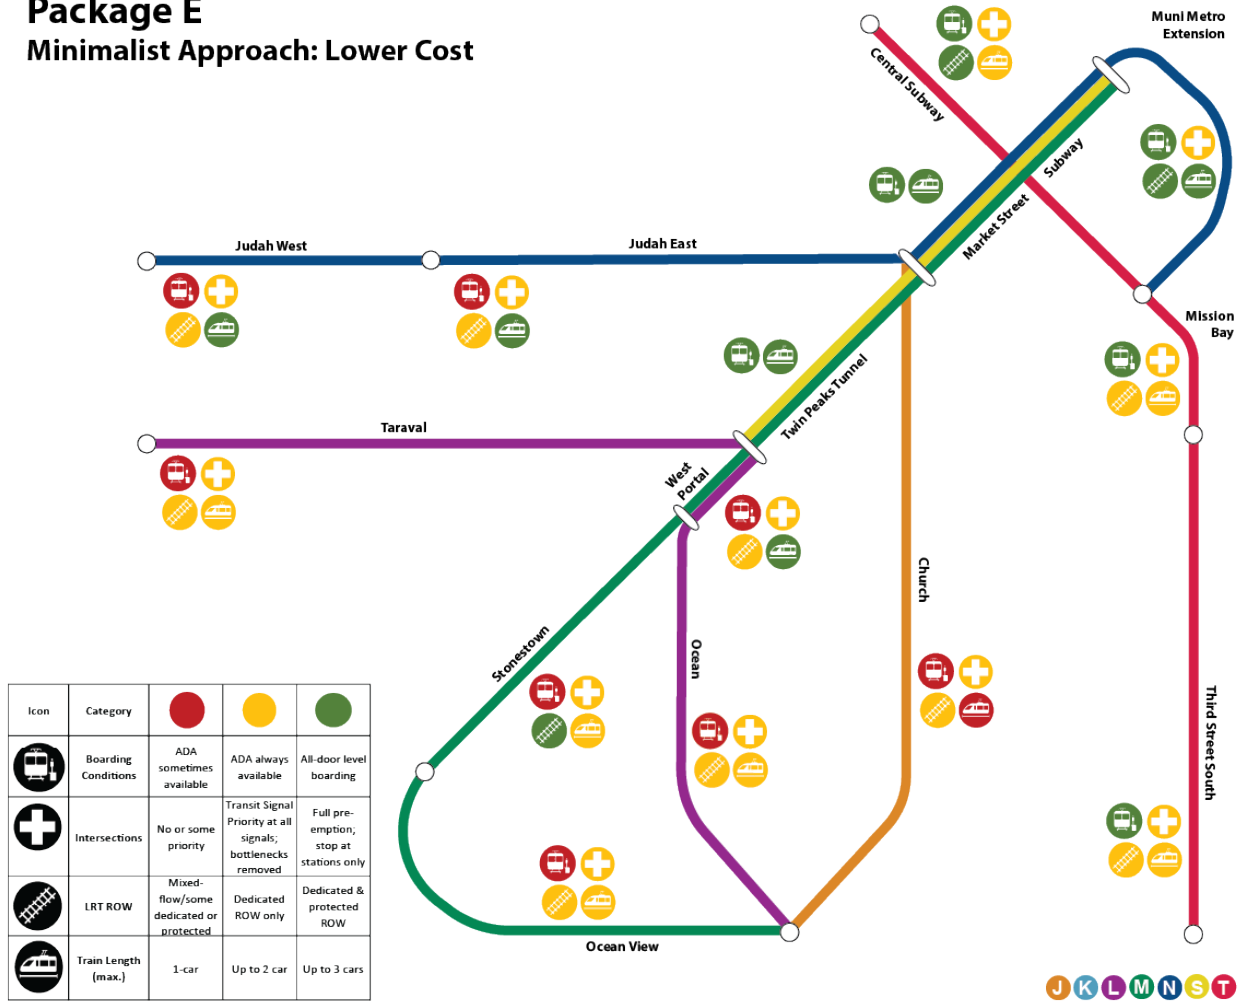 Package E
Minimalist Approach: Lower Cost
Muni Metro
Extension
Central Subway
Subway
Market Street
Judah West
Judah East
Mission
Bay
Twin Peaks Tunnel
Taraval
West
Portal
Church
Stonestown
Ocean
Third Street South
Ocean View
Icon
Category
Boarding
Conditions
ADA
sometimes
available
ADA always
available
All-door level
boarding
Intersections
No or some
priority
Transit Signal
Priority at all
signals;
bottlenecks
removed
Full pre-
emption;
stop at
stations only
LRT ROW
Mixed-
flow/some
dedicated or
protected
Dedicated
ROW only
Dedicated &
protected
ROW
Train Length
(max.)
1-car
Up to 2 car
Up to 3 cars
J K L M N S T